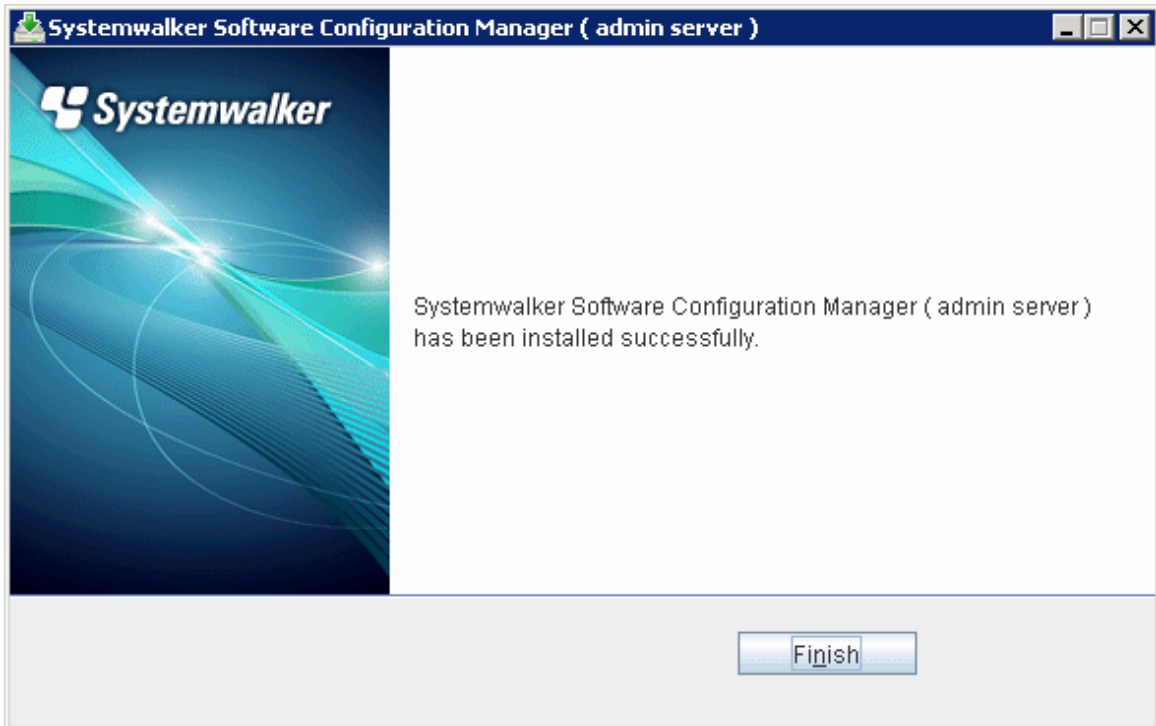 Systemwalker Software Configuration Manager ( admin server )
Systemwalker
Systemwalker Software Configuration Manager ( admin server )
has been installed successfully.
Finish